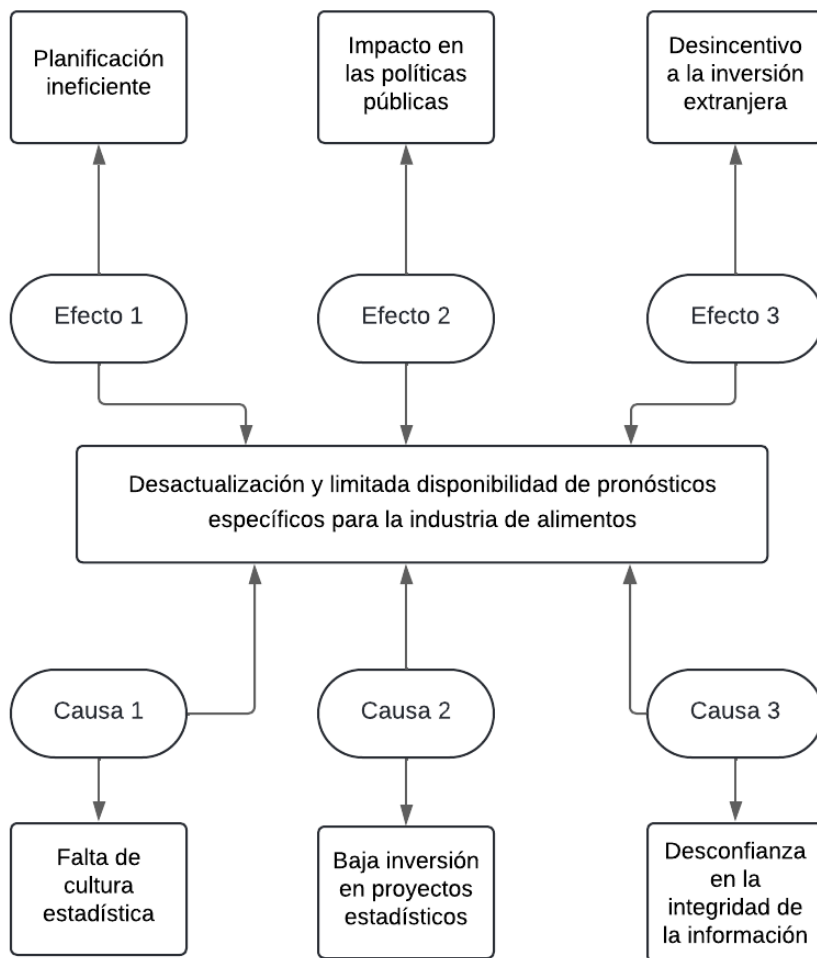 Planificación
ineficiente
Impacto en
las políticas
públicas
Desincentivo
a la inversión
extranjera
Efecto 1
Efecto 2
Efecto 3
Desactualización y limitada disponibilidad de pronósticos
específicos para la industria de alimentos
Causa 1
Causa 2
Causa 3
Falta de
cultura
estadística
Baja inversión
en proyectos
estadísticos
Desconfianza
en la
integridad de
la información